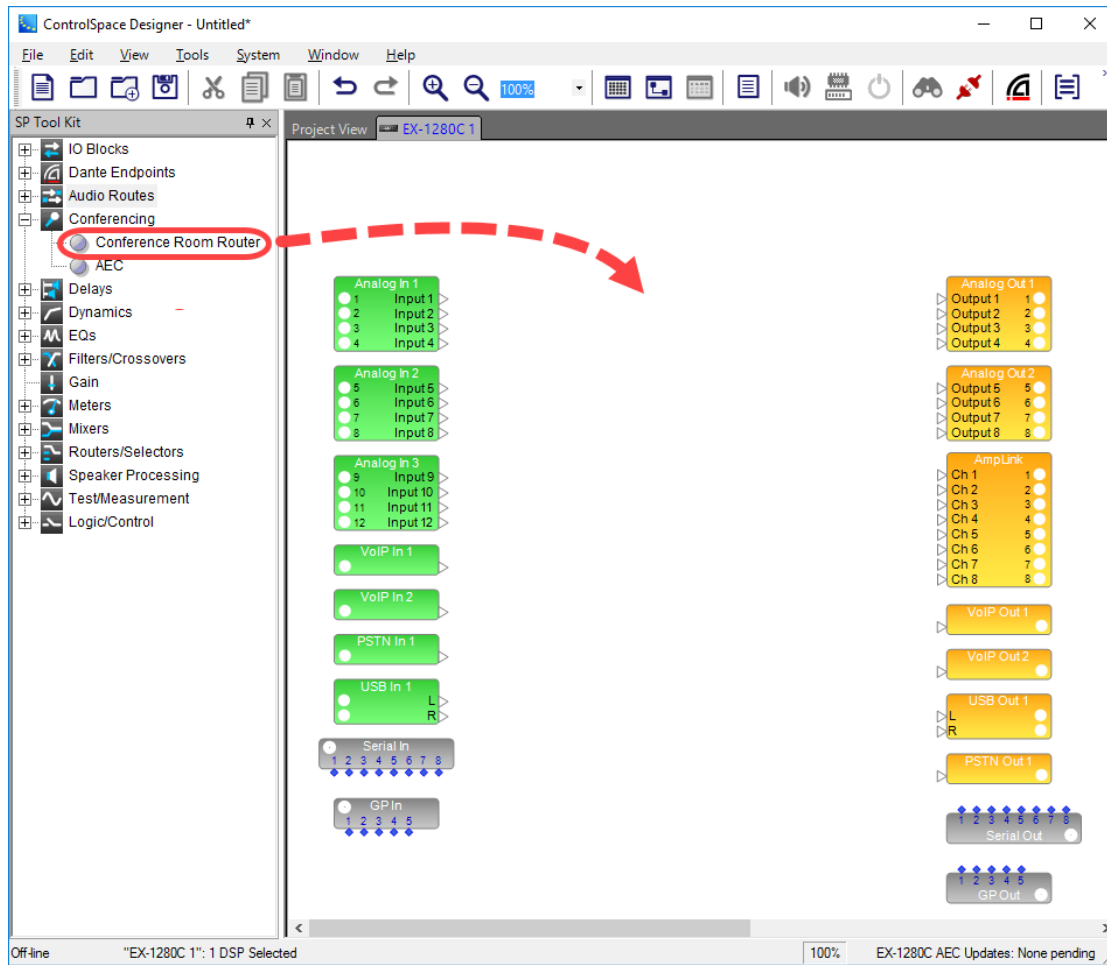 ControlSpace Designer - Untitled*
File Edit View Tools System Window Help
100%
SP Tool Kit
Project View EX-1280C 1
IO Blocks
Dante Endpoints
Audio Routes
Conferencing
Conference Room Router
AEC
Delays
Dynamics
EQs
Filters/Crossovers
Gain
Meters
Mixers
Routers/Selectors
Speaker Processing
Test/Measurement
Logic/Control
Analog In 1
1 Input 1
2 Input 2
3 Input 3
4 Input 4
Analog In 2
5 Input 5
6 Input 6
7 Input 7
8 Input 8
Analog In 3
9 Input 9
10 Input 10
11 Input 11
12 Input 12
VoIP In 1
VoIP In 2
PSTN In 1
USB In 1
L
R
Serial In
1 2 3 4 5 6 7 8
GP In
1 2 3 4 5
Analog Out 1
Output 1 1
Output 2 2
Output 3 3
Output 4 4
Analog Out 2
Output 5 5
Output 6 6
Output 7 7
Output 8 8
AmpLink
Ch 1 1
Ch 2 2
Ch 3 3
Ch 4 4
Ch 5 5
Ch 6 6
Ch 7 7
Ch 8 8
VoIP Out 1
VoIP Out 2
USB Out 1
L
R
PSTN Out 1
1 2 3 4 5 6 7 8
Serial Out
1 2 3 4 5
GP Out
Off-line "EX-1280C 1": 1 DSP Selected 100% EX-1280C AEC Updates: None pending